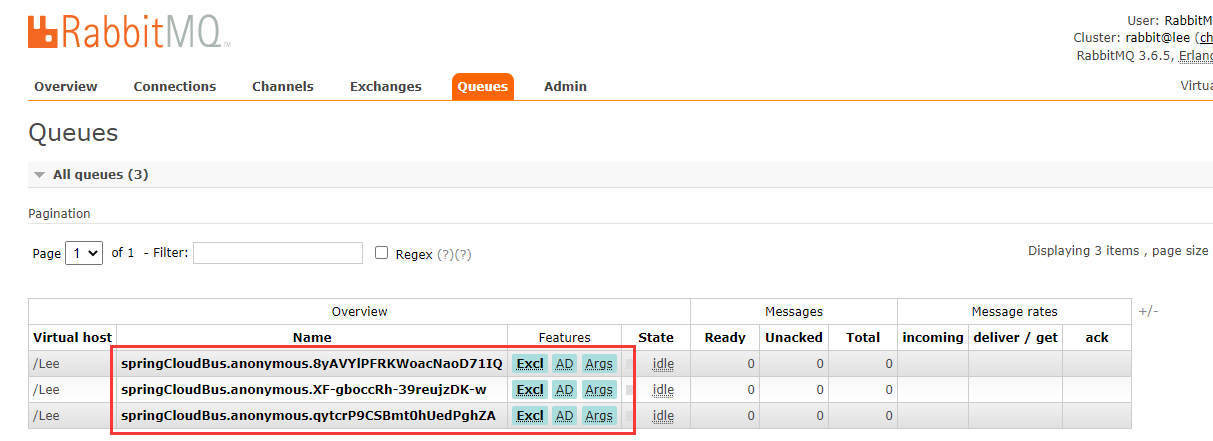 RabbitMQ™
User: RabbitM
Cluster: rabbit@lee (ch
RabbitMQ 3.6.5, Erlang
Overview Connections Channels Exchanges Queues Admin
Virtua
Queues
All queues (3)
Pagination
Page 1 of 1 - Filter: Regex (?)(?)
Displaying 3 items , page size
Overview Messages Message rates +/-
Virtual host Name Features State Ready Unacked Total incoming deliver / get ack
/Lee springCloudBus.anonymous.8yAVYlPFRKWoacNaoD71IQ Excl AD Args idle 0 0 0
/Lee springCloudBus.anonymous.XF-gboccRh-39reujzDK-w Excl AD Args idle 0 0 0
/Lee springCloudBus.anonymous.qytcrP9CSBmt0hUedPghZA Excl AD Args idle 0 0 0